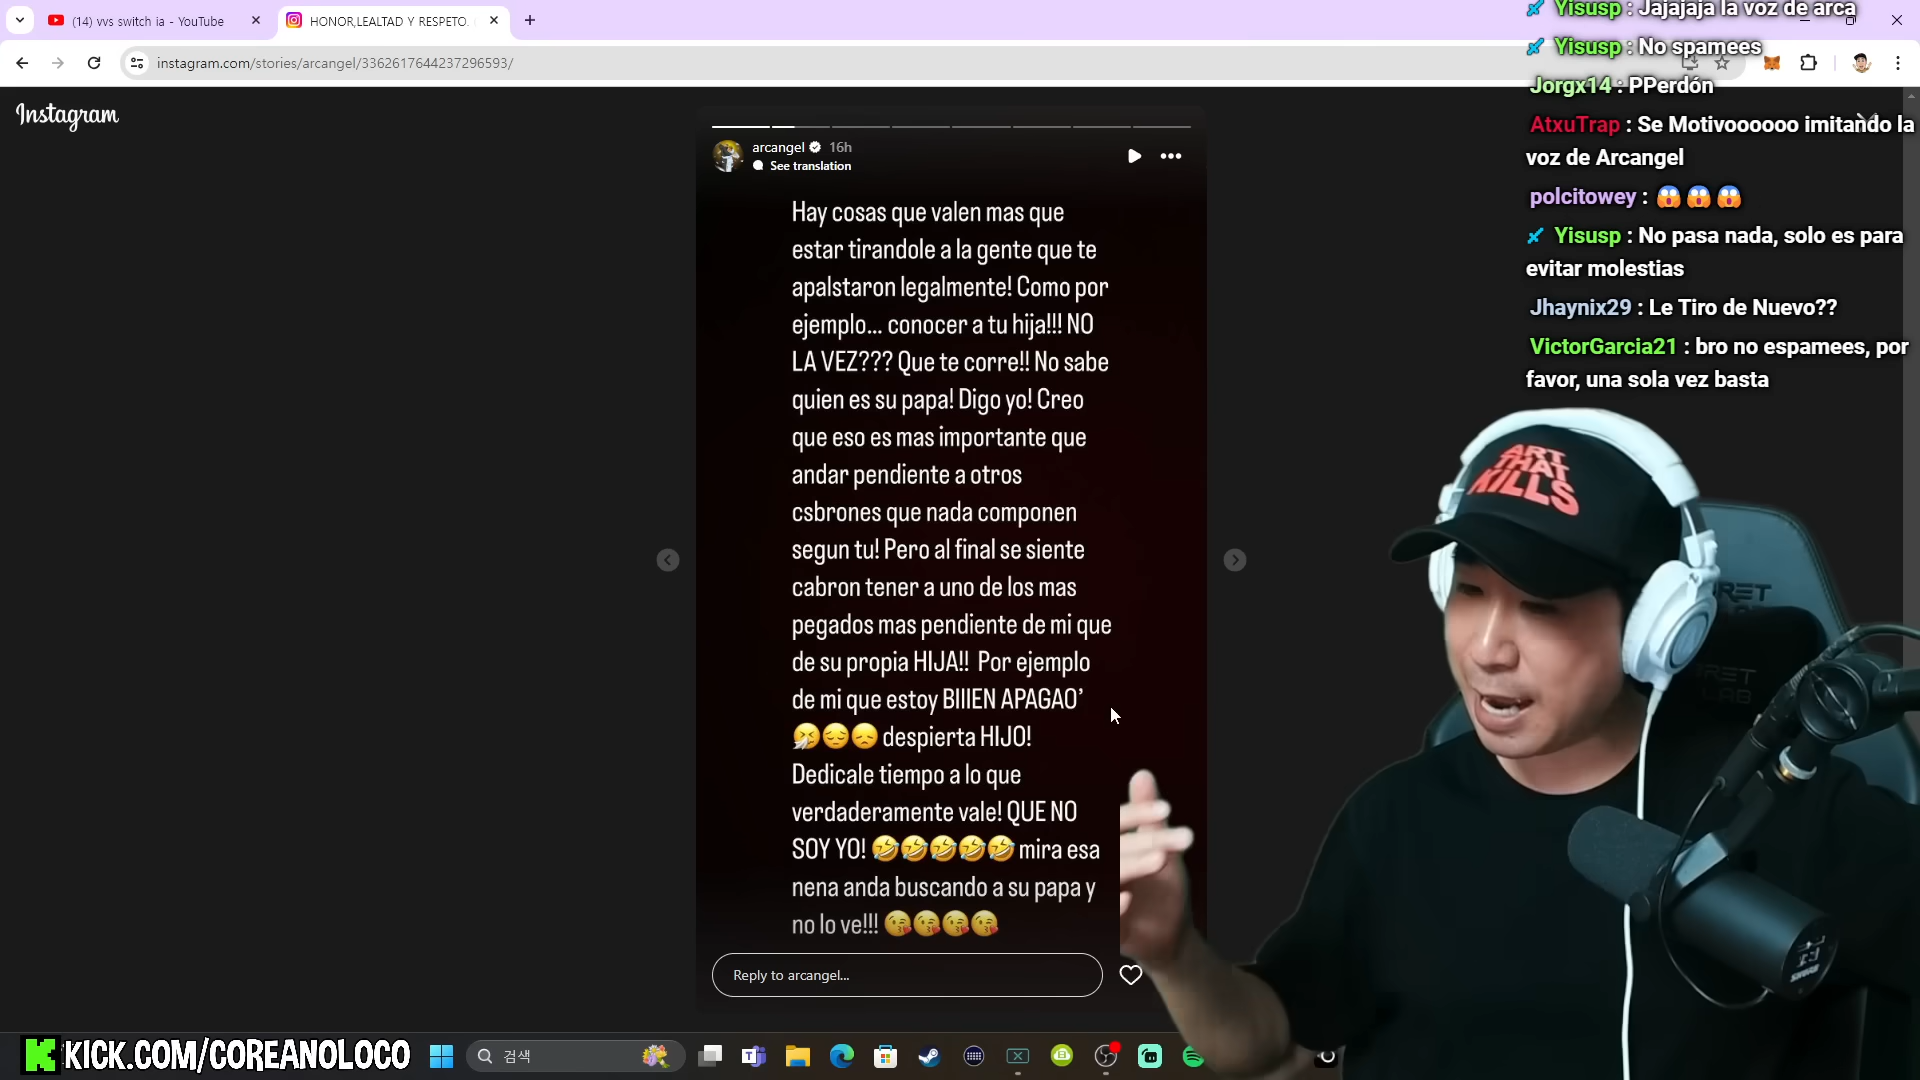 (14) vvs switch ia - YouTube
HONOR,LEALTAD Y RESPETO.
instagram.com/stories/arcangel/3362617644237296593/
Instagram
arcangel 16h
See translation
Hay cosas que valen mas que
estar tirandole a la gente que te
apalstaron legalmente! Como por
ejemplo... conocer a tu hija!!! NO
LA VEZ??? Que te corre!! No sabe
quien es su papa! Digo yo! Creo
que eso es mas importante que
andar pendiente a otros
csbrones que nada componen
segun tu! Pero al final se siente
cabron tener a uno de los mas
pegados mas pendiente de mi que
de su propia HIJA!! Por ejemplo
de mi que estoy BIIIEN APAGAO’
🤧😔😞 despierta HIJO!
Dedicale tiempo a lo que
verdaderamente vale! QUE NO
SOY YO! 🤣🤣🤣🤣🤣 mira esa
nena anda buscando a su papa y
no lo ve!!! 😘😘😘😘
Reply to arcangel...
Yisusp : Jajajaja la voz de arca
Yisusp : No spamees
Jorgx14 : PPerdón
AtxuTrap : Se Motivoooooo imitando la
voz de Arcangel
polcitowey : 😱😱😱
Yisusp : No pasa nada, solo es para
evitar molestias
Jhaynix29 : Le Tiro de Nuevo??
VictorGarcia21 : bro no espamees, por
favor, una sola vez basta
ART
THAT
KILLS
KICK.COM/COREANOLOCO
검색